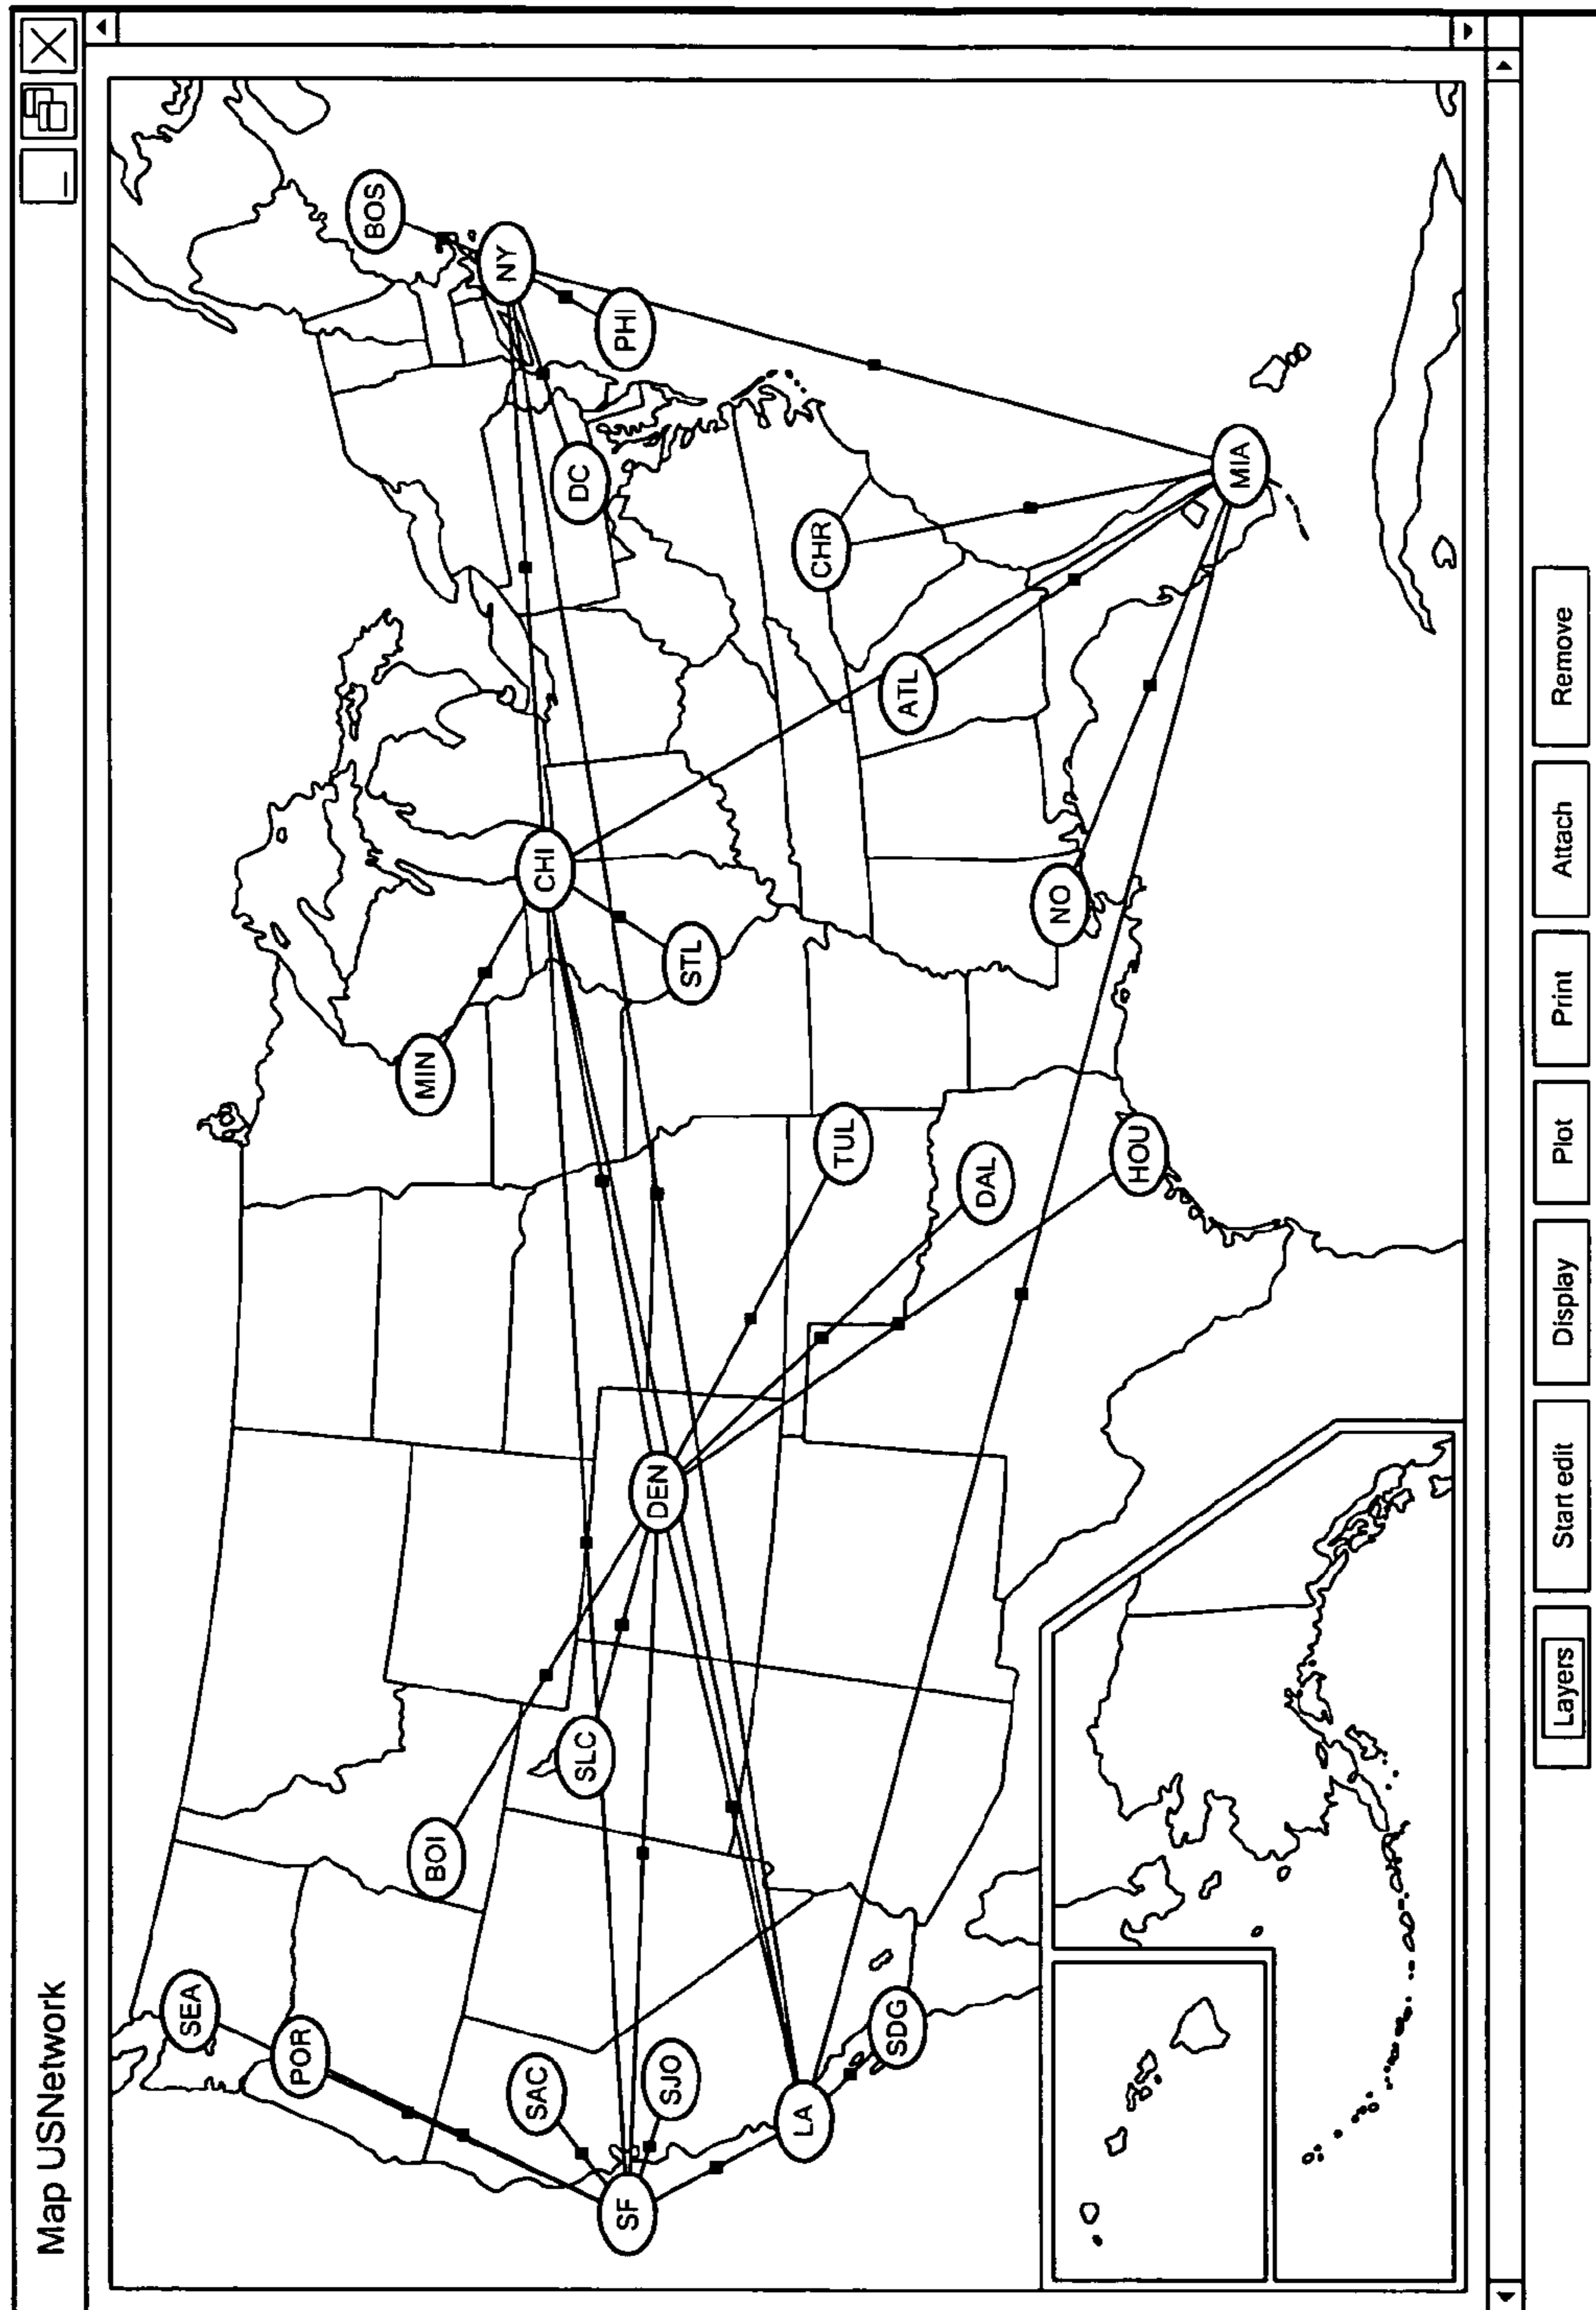 Map USNetwork
SEA
POR
BOI
MIN
BOS
SAC
SLC
CHI
NY
SF
SJO
DEN
STL
DC
PHI
LA
TUL
CHR
SDG
DAL
ATL
NO
HOU
MIA
Layers
Start edit
Display
Plot
Print
Attach
Remove